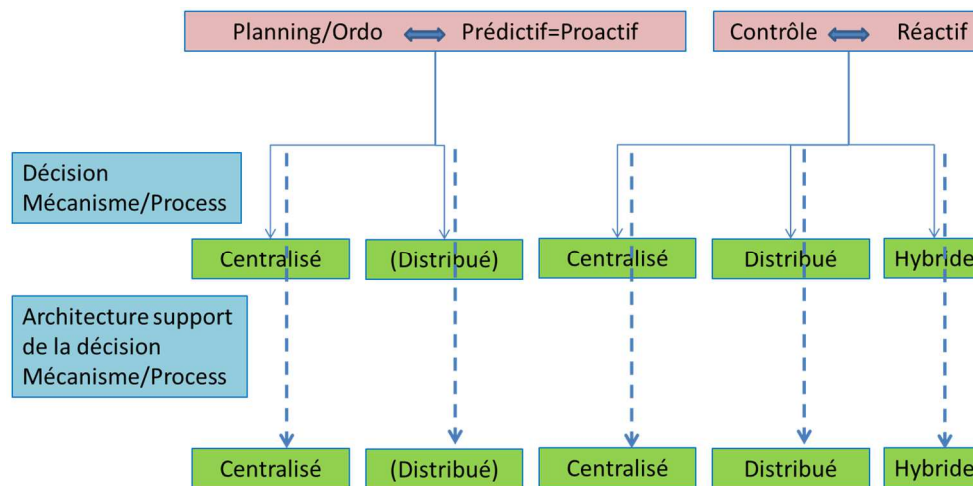 Planning/Ordo Prédictif=Proactif
Contrôle Réactif
Décision
Mécanisme/Process
Centralisé
(Distribué)
Centralisé
Distribué
Hybride
Architecture support
de la décision
Mécanisme/Process
Centralisé
(Distribué)
Centralisé
Distribué
Hybride